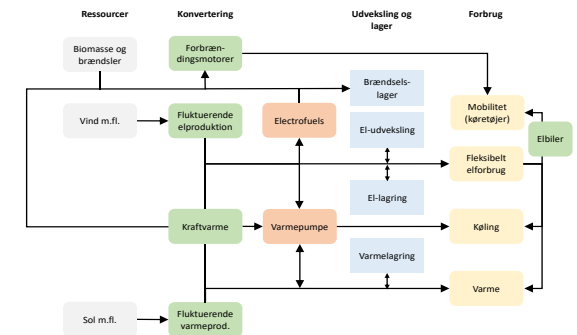 Ressourcer
Konvertering
Udveksling og
lager
Forbrug
Biomasse og
brændsler
Forbræn-
dingsmotorer
Brændsels-
lager
Mobilitet
(køretøjer)
Vind m.fl.
Fluktuerende
elproduktion
Electrofuels
El-udveksling
Elbiler
Fleksibelt
elforbrug
El-lagring
Kraftvarme
Varmepumpe
Køling
Varmelagring
Varme
Sol m.fl.
Fluktuerende
varmeprod.